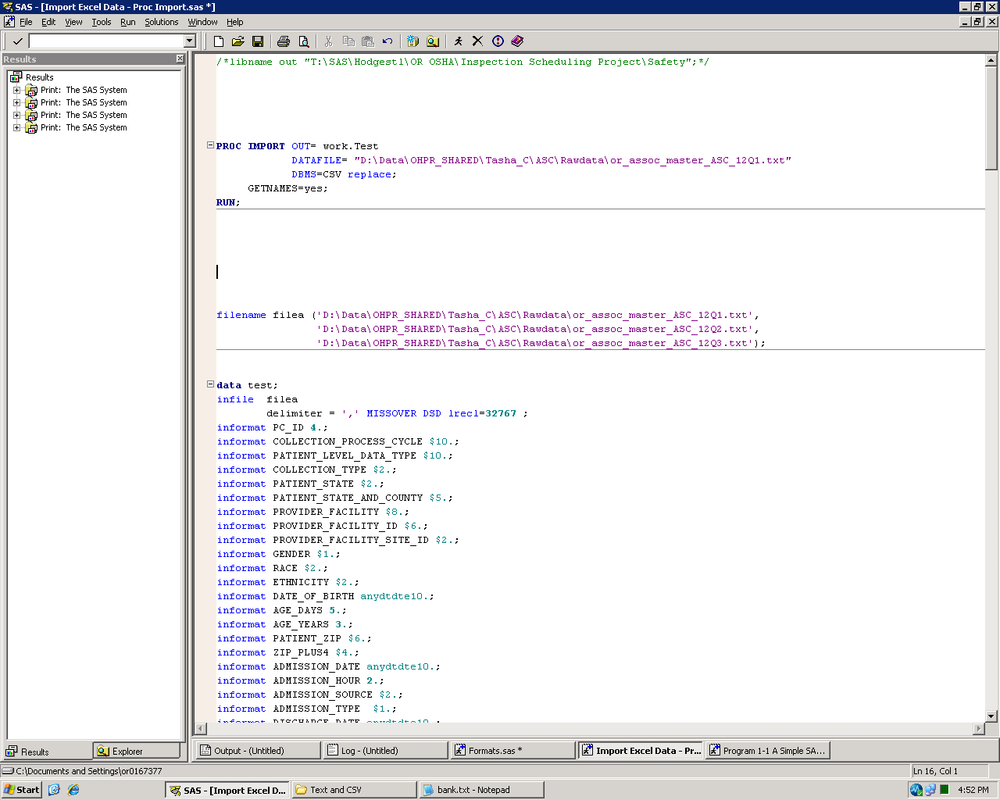 SAS - [Import Excel Data - Proc Import.sas *]
File Edit View Tools Run Solutions Window Help
Results
Results
Print: The SAS System
Print: The SAS System
Print: The SAS System
Print: The SAS System
/*libname out "T:\SAS\Hodgestl\OR OSHA\Inspection Scheduling Project\Safety";*/
PROC IMPORT OUT= work.Test
DATAFILE= "D:\Data\OHPR_SHARED\Tasha_C\ASC\Rawdata\or_assoc_master_ASC_12Q1.txt"
DBMS=CSV replace;
GETNAMES=yes;
RUN;
filename filea ('D:\Data\OHPR_SHARED\Tasha_C\ASC\Rawdata\or_assoc_master_ASC_12Q1.txt',
'D:\Data\OHPR_SHARED\Tasha_C\ASC\Rawdata\or_assoc_master_ASC_12Q2.txt',
'D:\Data\OHPR_SHARED\Tasha_C\ASC\Rawdata\or_assoc_master_ASC_12Q3.txt');
data test;
infile filea
delimiter = ',' MISSOVER DSD lrecl=32767 ;
informat PC_ID 4.;
informat COLLECTION_PROCESS_CYCLE $10.;
informat PATIENT_LEVEL_DATA_TYPE $10.;
informat COLLECTION_TYPE $2.;
informat PATIENT_STATE $2.;
informat PATIENT_STATE_AND_COUNTY $5.;
informat PROVIDER_FACILITY $8.;
informat PROVIDER_FACILITY_ID $6.;
informat PROVIDER_FACILITY_SITE_ID $2.;
informat GENDER $1.;
informat RACE $2.;
informat ETHNICITY $2.;
informat DATE_OF_BIRTH anydtdte10.;
informat AGE_DAYS 5.;
informat AGE_YEARS 3.;
informat PATIENT_ZIP $6.;
informat ZIP_PLUS4 $4.;
informat ADMISSION_DATE anydtdte10.;
informat ADMISSION_HOUR 2.;
informat ADMISSION_SOURCE $2.;
informat ADMISSION_TYPE $1.;
informat DISCHARGE_DATE anydtdte10.;
Results Explorer
Output - (Untitled) Log - (Untitled) Formats.sas * Import Excel Data - Pr... Program 1-1 A Simple SA...
C:\Documents and Settings\or0167377
Ln 16, Col 1
Start SAS - [Import Excel D... Text and CSV bank.txt - Notepad 4:52 PM